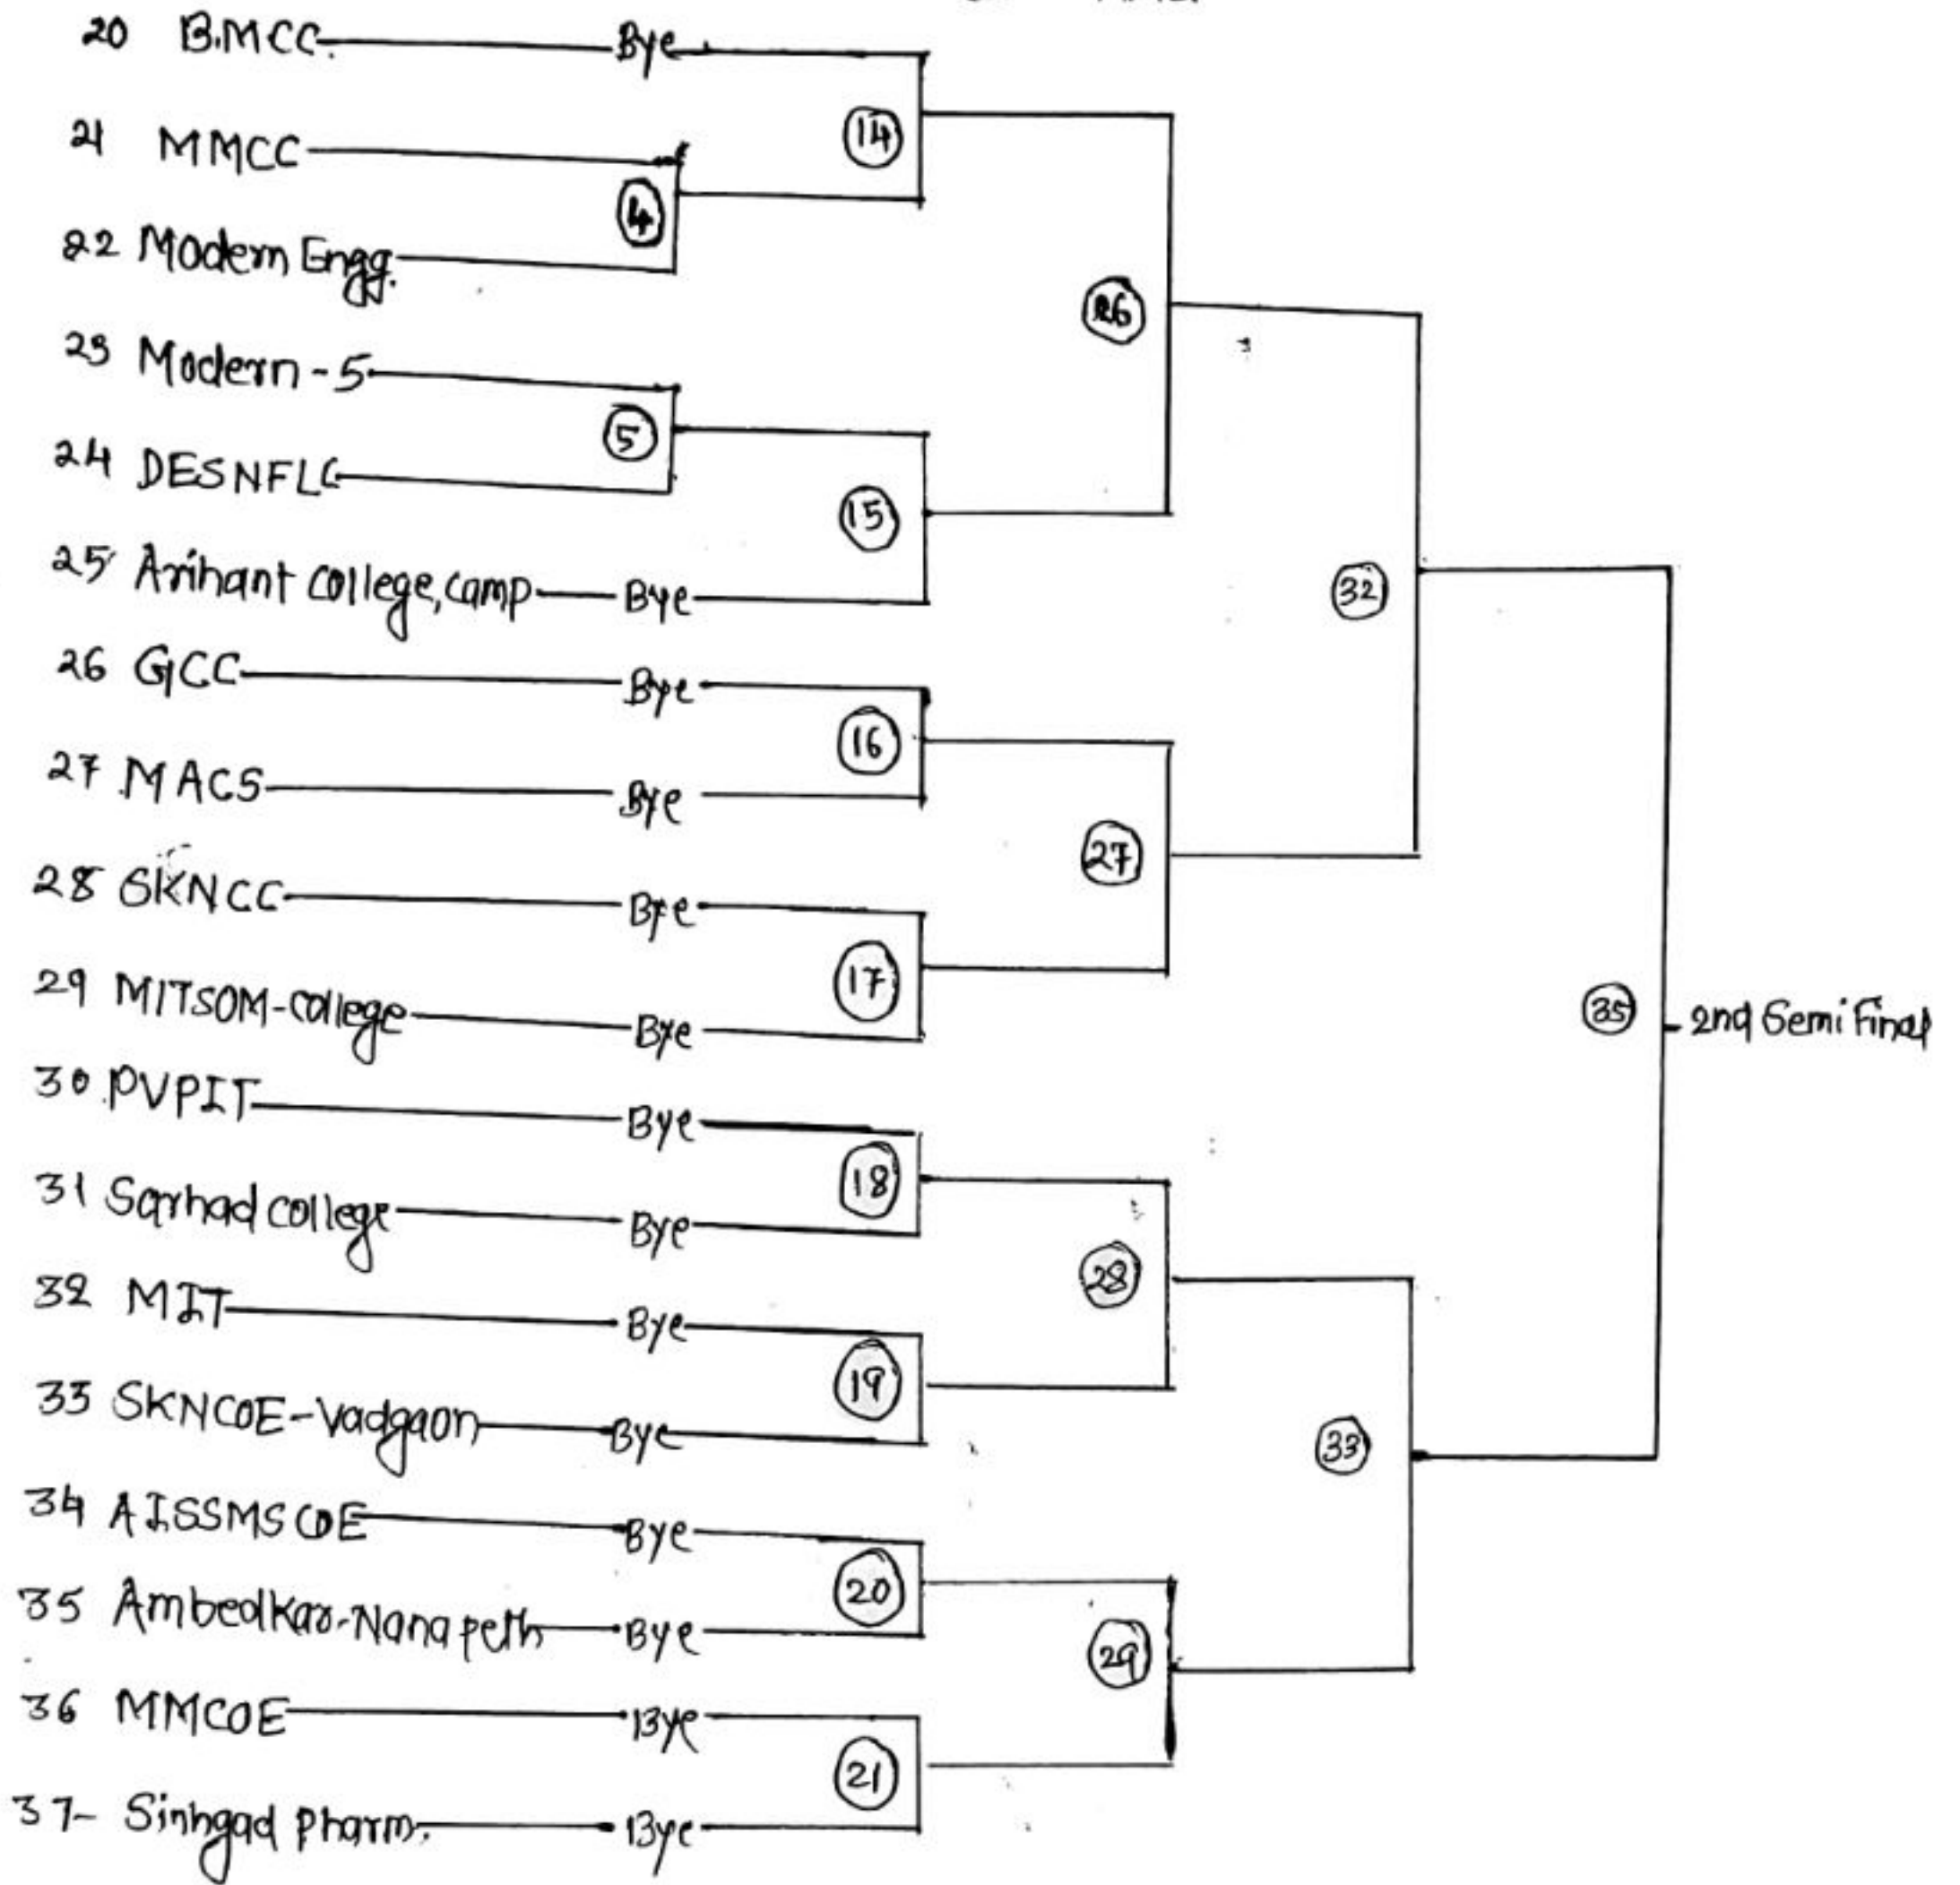 20 B.MCC. Bye
14
21 MMCC
4
22 Modern Engg.
26
23 Modern-5
5
24 DESNFLC
15
25 Arihant college, camp Bye
32
26 GCC Bye
16
27 MACS Bye
27
28 SKNCC Bye
17
29 MITSOM-college Bye
35 2nd Semi Final
30 PVPIT Bye
18
31 Sarhad college Bye
28
32 MIT Bye
19
33 SKNCOE-Vadgaon Bye
33
34 AISSMS COE Bye
20
35 Ambedkar-Nana peth Bye
29
36 MMCOE Bye
21
37- Sinhgad Pharm. Bye